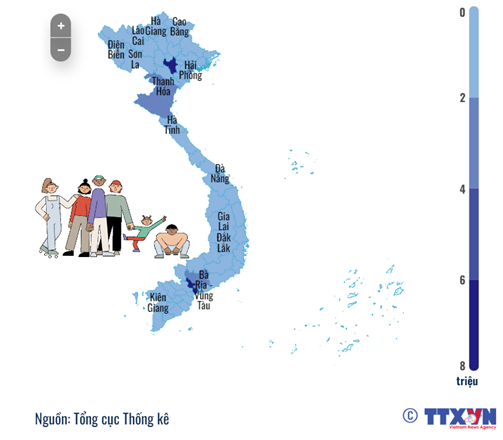 +
−
Hà
Giang
Cao
Bằng
Lào
Cai
Điện
Biên
Sơn
La
Hải
Phòng
Thanh
Hóa
Hà
Tĩnh
Đà
Nẵng
Gia
Lai
Đắk
Lắk
Bà
Rịa -
Vũng
Tàu
Kiên
Giang
0
2
4
6
8
triệu
Nguồn: Tổng cục Thống kê
© TTXVN
Vietnam News Agency